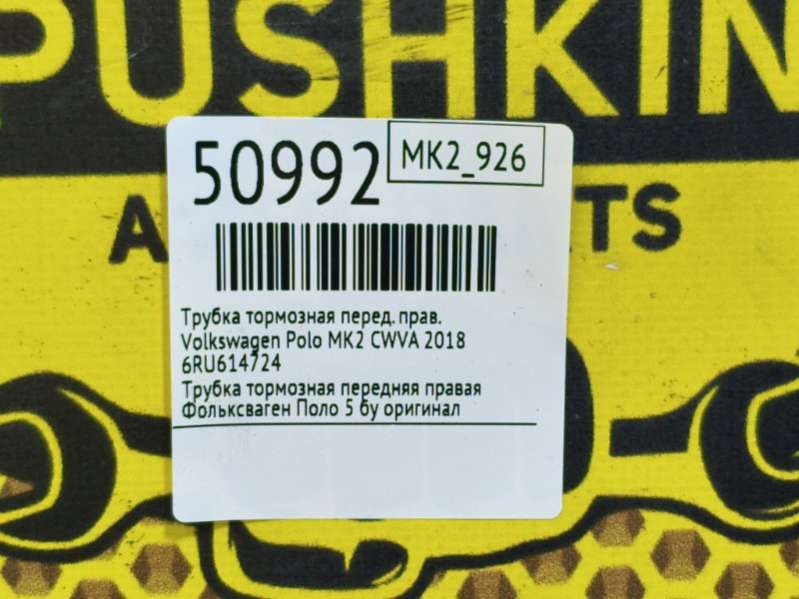 PUSHKIN
50992
MK2_926
A TS
Трубка тормозная перед. прав.
Volkswagen Polo MK2 CWVA 2018
6RU614724
Трубка тормозная передняя правая
Фольксваген Поло 5 бу оригинал